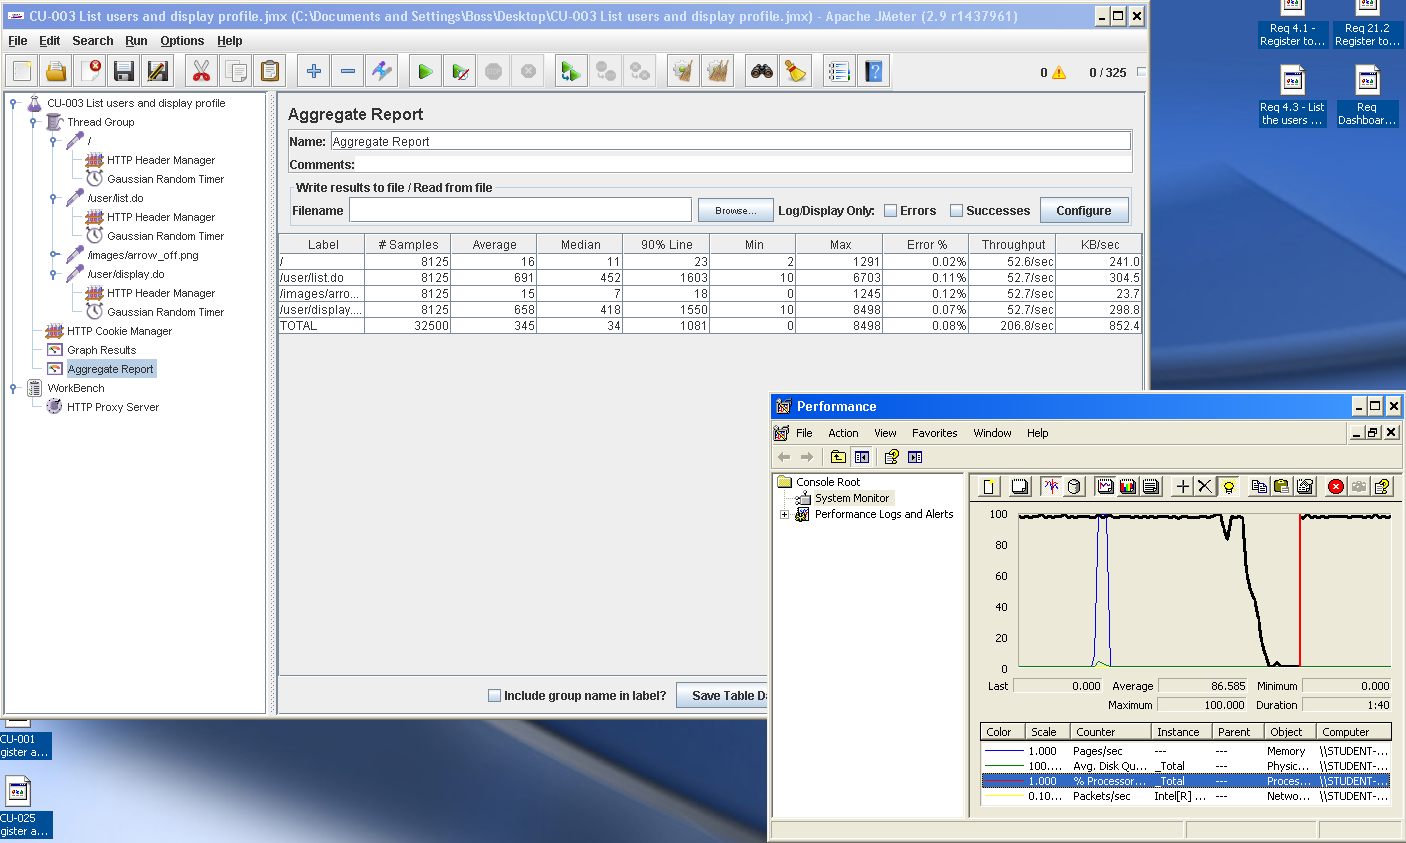 CU-003 List users and display profile.jmx (C:\Documents and Settings\Boss\Desktop\CU-003 List users and display profile.jmx) - Apache JMeter (2.9 r1437961)
File Edit Search Run Options Help
0 0 / 325
CU-003 List users and display profile
Thread Group
/
HTTP Header Manager
Gaussian Random Timer
/user/list.do
HTTP Header Manager
Gaussian Random Timer
/images/arrow_off.png
/user/display.do
HTTP Header Manager
Gaussian Random Timer
HTTP Cookie Manager
Graph Results
Aggregate Report
WorkBench
HTTP Proxy Server
Aggregate Report
Name: Aggregate Report
Comments:
Write results to file / Read from file
Filename Browse... Log/Display Only: Errors Successes Configure
Label # Samples Average Median 90% Line Min Max Error % Throughput KB/sec
/ 8125 16 11 23 2 1291 0.02% 52.6/sec 241.0
/user/list.do 8125 691 452 1603 10 6703 0.11% 52.7/sec 304.5
/images/arro... 8125 15 7 18 0 1245 0.12% 52.7/sec 23.7
/user/display.... 8125 658 418 1550 10 8498 0.07% 52.7/sec 298.8
TOTAL 32500 345 34 1081 0 8498 0.08% 206.8/sec 852.4
Include group name in label? Save Table Da
Req 4.1 -
Register to...
Req 21.2
Register to...
Req 4.3 - List
the users ...
Req
Dashboar...
CU-001
gister a...
CU-025
gister a...
Performance
File Action View Favorites Window Help
Console Root
System Monitor
Performance Logs and Alerts
100
80
60
40
20
0
Last 0.000 Average 86.585 Minimum 0.000
Maximum 100.000 Duration 1:40
Color Scale Counter Instance Parent Object Computer
1.000 Pages/sec --- --- Memory \\STUDENT-...
100.... Avg. Disk Qu... _Total --- Physic... \\STUDENT-...
1.000 % Processor... _Total --- Proces... \\STUDENT-...
0.10... Packets/sec Intel[R] ... --- Netwo... \\STUDENT-...